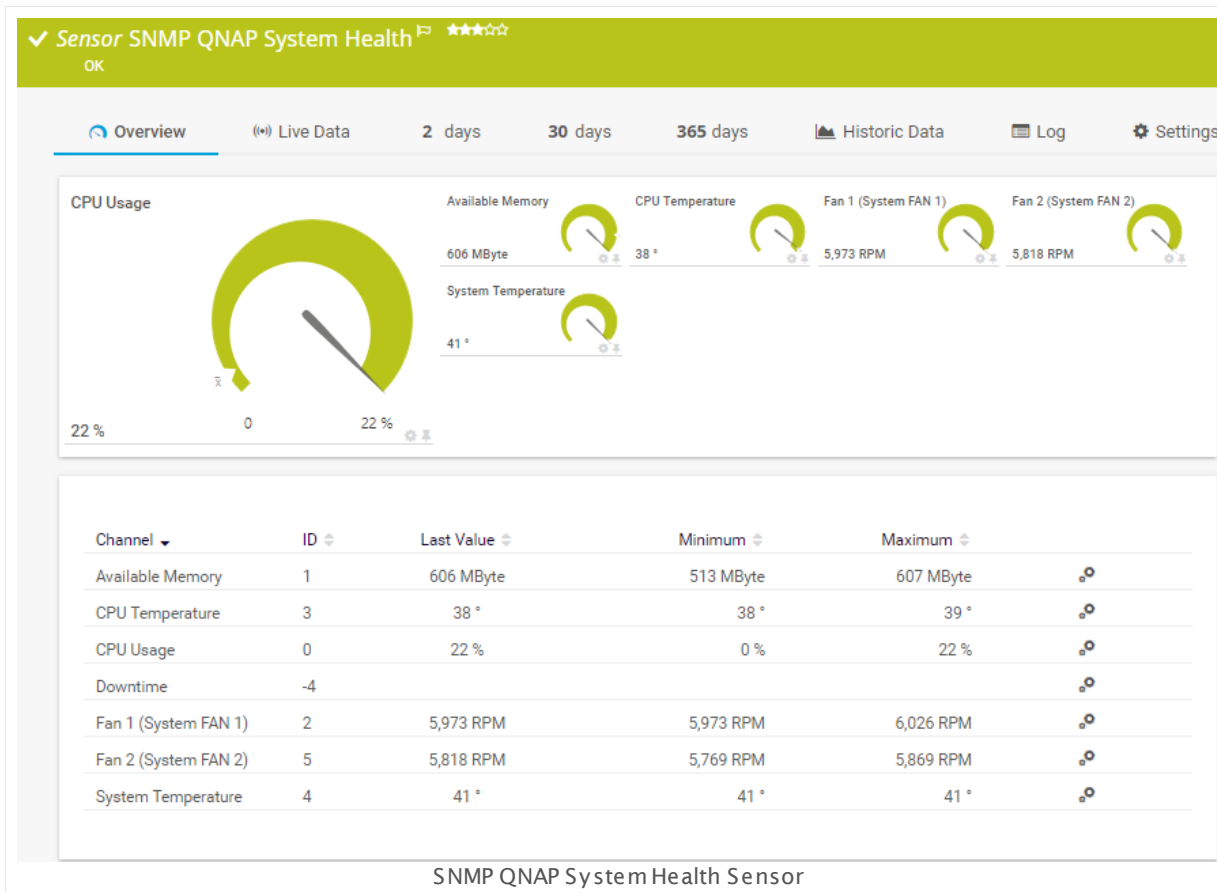 Sensor SNMP QNAP System Health
OK
Overview Live Data 2 days 30 days 365 days Historic Data Log Settings
CPU Usage
22 %
x̄
0 22 %
Available Memory
606 MByte
CPU Temperature
38 °
Fan 1 (System FAN 1)
5,973 RPM
Fan 2 (System FAN 2)
5,818 RPM
System Temperature
41 °
Channel ID Last Value Minimum Maximum
Available Memory 1 606 MByte 513 MByte 607 MByte
CPU Temperature 3 38 ° 38 ° 39 °
CPU Usage 0 22 % 0 % 22 %
Downtime -4
Fan 1 (System FAN 1) 2 5,973 RPM 5,973 RPM 6,026 RPM
Fan 2 (System FAN 2) 5 5,818 RPM 5,769 RPM 5,869 RPM
System Temperature 4 41 ° 41 ° 41 °
SNMP QNAP System Health Sensor